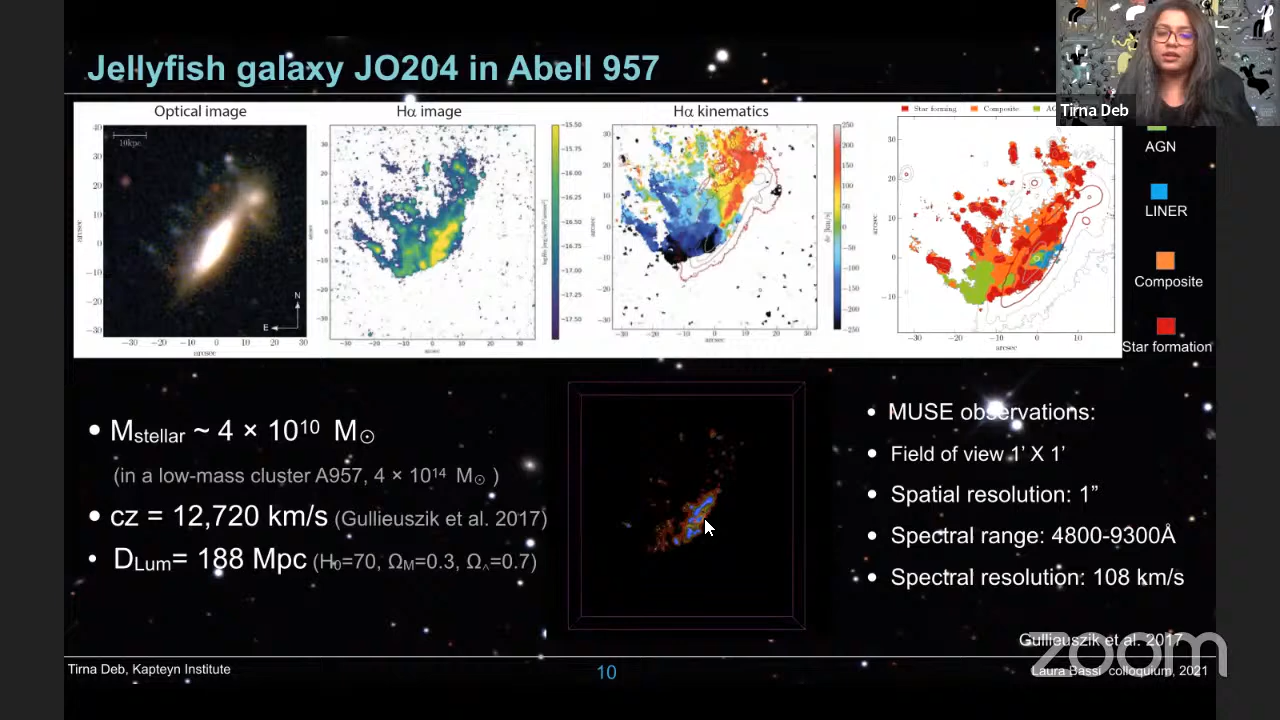 Jellyfish galaxy JO204 in Abell 957
Tirna Deb
Optical image
Hα image
Hα kinematics
Star forming
Composite
10kpc
N
E
arcsec
arcsec
arcsec
arcsec
AGN
LINER
Composite
Star formation
• Mstellar ~ 4 × 10¹⁰ M☉
(in a low-mass cluster A957, 4 × 10¹⁴ M☉ )
• cz = 12,720 km/s (Gullieuszik et al. 2017)
• DLum= 188 Mpc (H₀=70, ΩM=0.3, Ω^=0.7)
• MUSE observations:
• Field of view 1' X 1'
• Spatial resolution: 1”
• Spectral range: 4800-9300Å
• Spectral resolution: 108 km/s
Gullieuszik et al. 2017
zoom
Tirna Deb, Kapteyn Institute
10
Laura Bassi colloquium, 2021